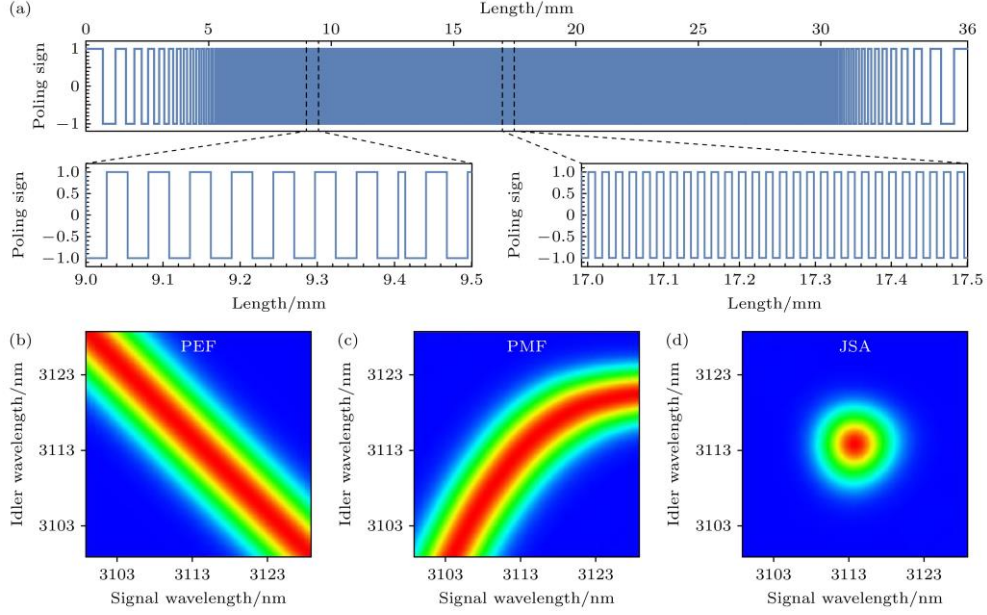 (a)
Length/mm
0 5 10 15 20 25 30 36
Poling sign
1
0
−1
Poling sign
1.0
0.5
0
−0.5
−1.0
9.0 9.1 9.2 9.3 9.4 9.5
Length/mm
Poling sign
1.0
0.5
0
−0.5
−1.0
17.0 17.1 17.2 17.3 17.4 17.5
Length/mm
(b)
PEF
Idler wavelength/nm
3123
3113
3103
3103 3113 3123
Signal wavelength/nm
(c)
PMF
Idler wavelength/nm
3123
3113
3103
3103 3113 3123
Signal wavelength/nm
(d)
JSA
Idler wavelength/nm
3123
3113
3103
3103 3113 3123
Signal wavelength/nm